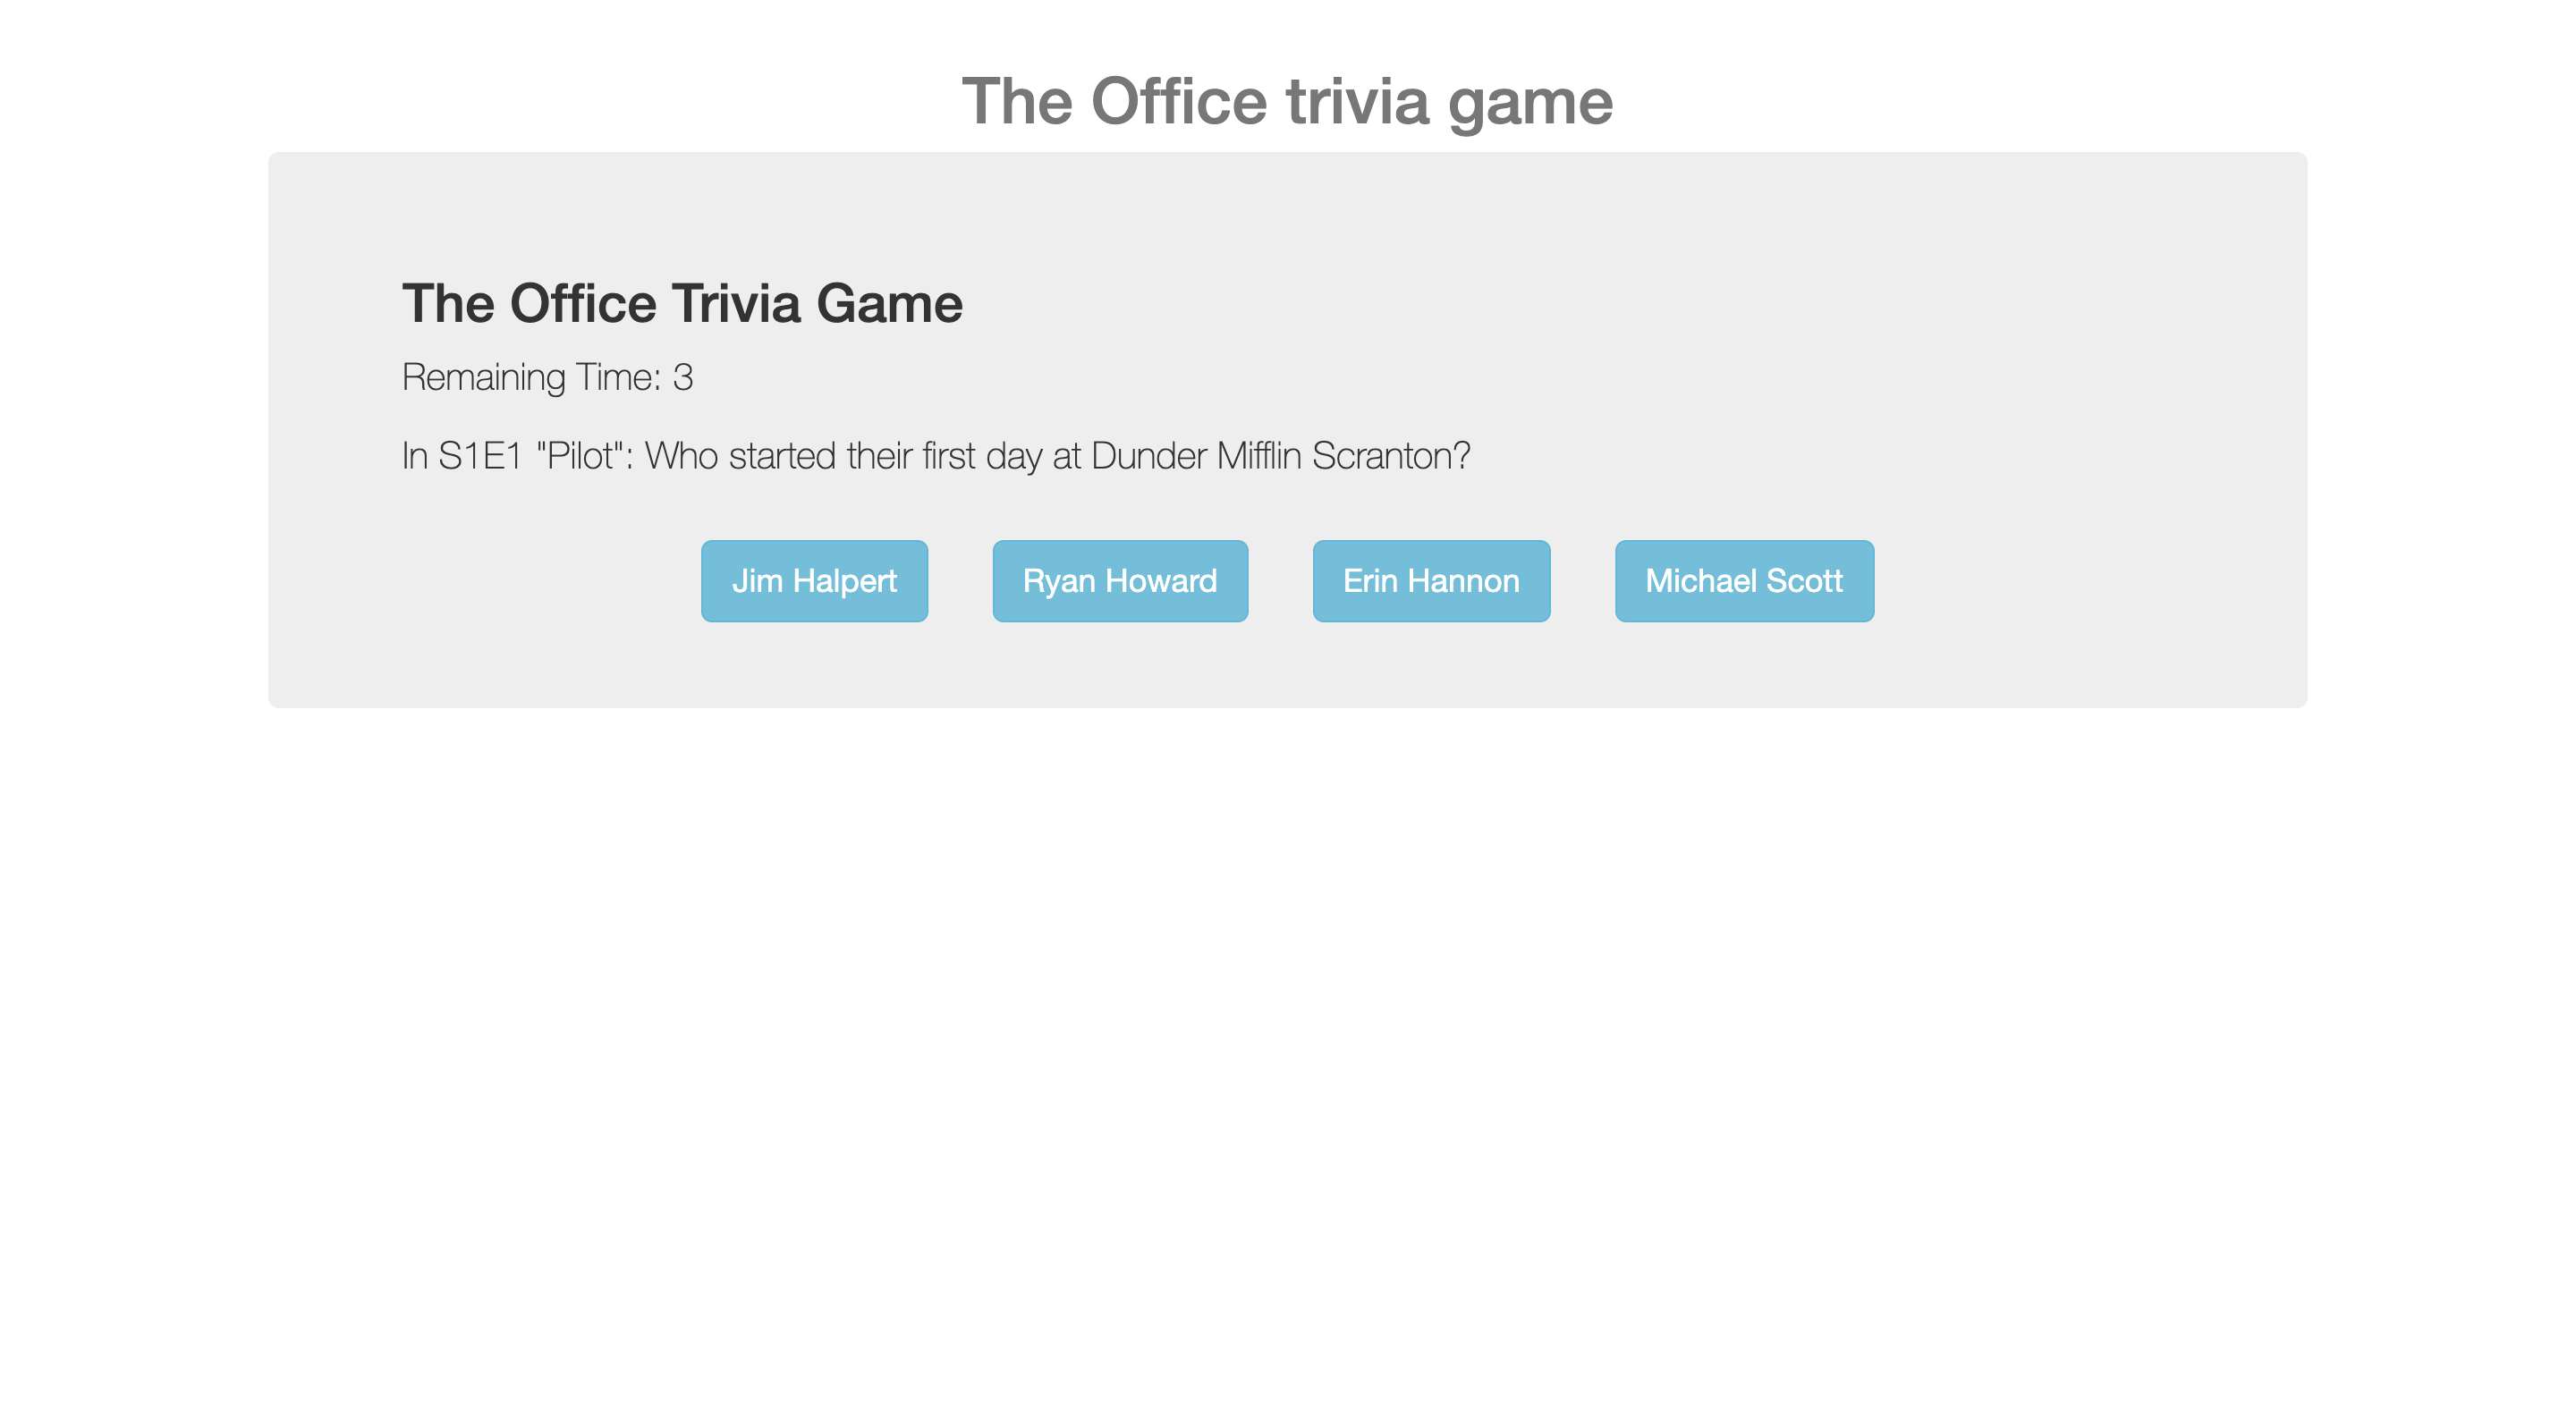 The Office trivia game
The Office Trivia Game
Remaining Time: 3
In S1E1 "Pilot": Who started their first day at Dunder Mifflin Scranton?
Jim Halpert Ryan Howard Erin Hannon Michael Scott